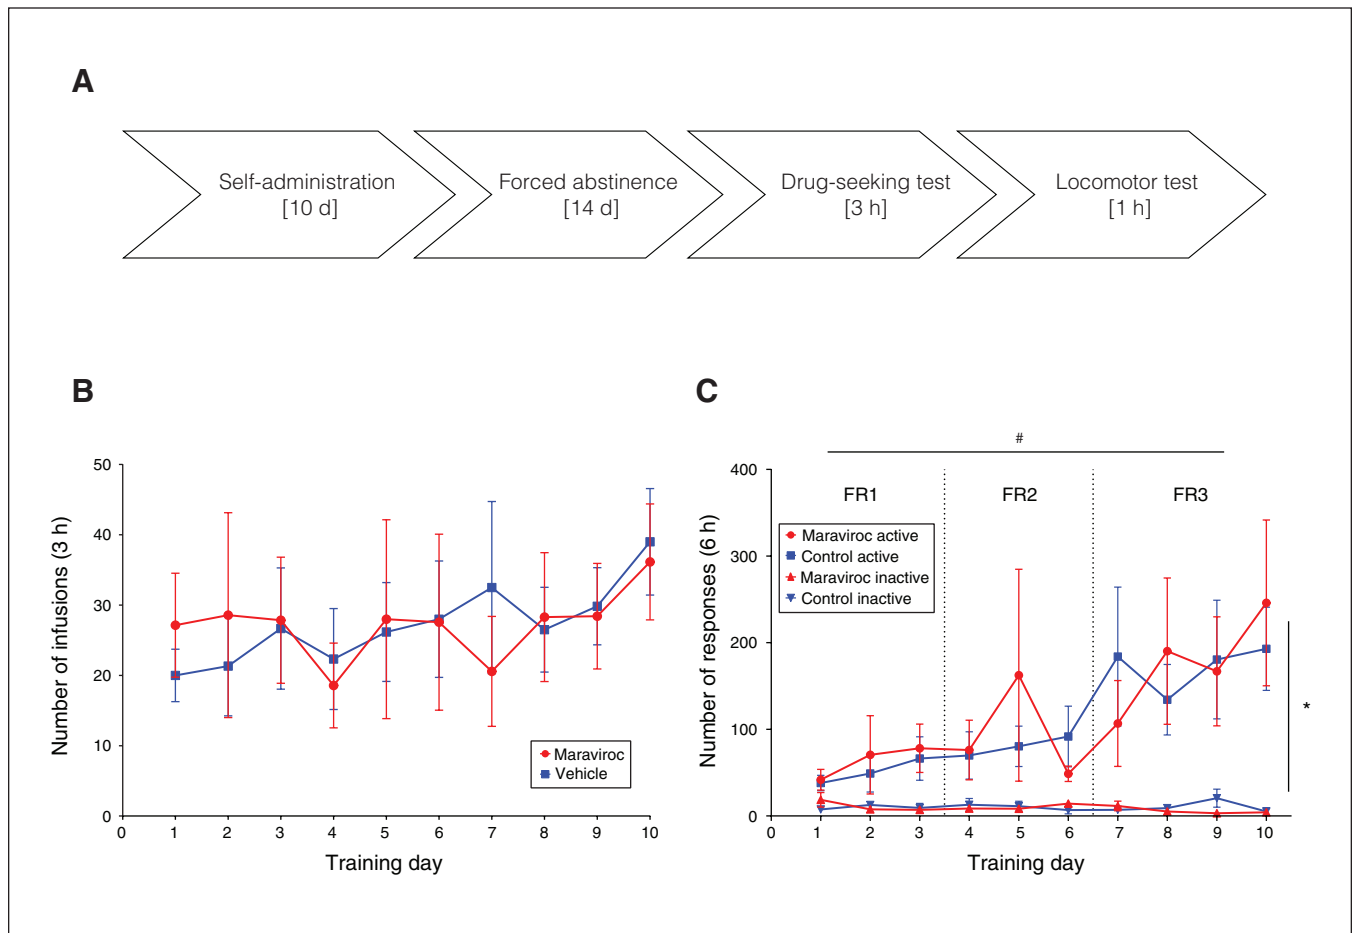 A
Self-administration
[10 d]
Forced abstinence
[14 d]
Drug-seeking test
[3 h]
Locomotor test
[1 h]
B
Number of infusions (3 h)
50
40
30
20
10
0
0 1 2 3 4 5 6 7 8 9 10
Training day
Maraviroc
Vehicle
C
#
Number of responses (6 h)
400
300
200
100
0
FR1 FR2 FR3
Maraviroc active
Control active
Maraviroc inactive
Control inactive
*
0 1 2 3 4 5 6 7 8 9 10
Training day